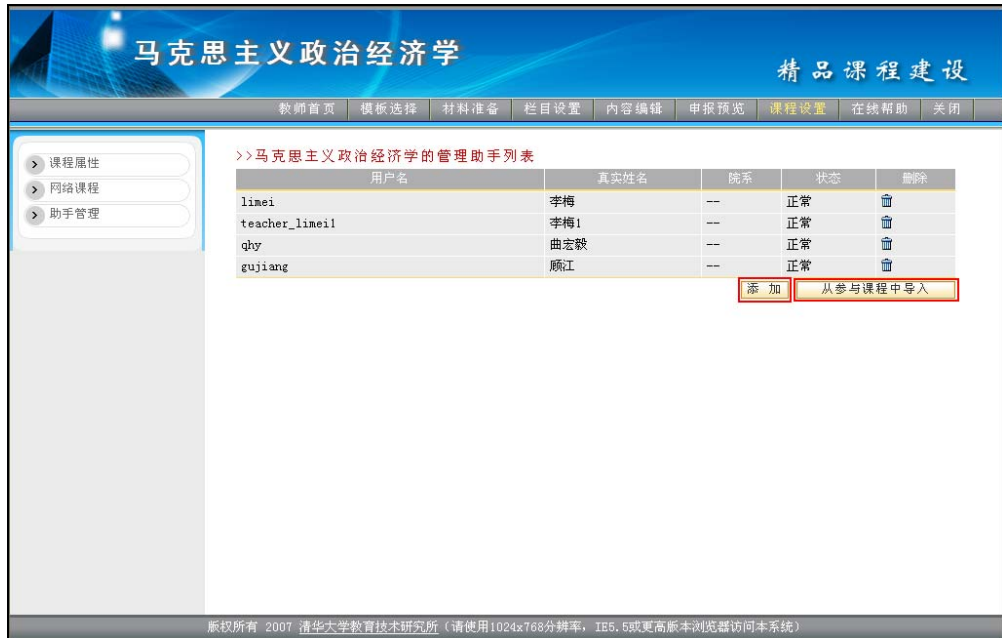 马克思主义政治经济学
精品课程建设
教师首页 模板选择 材料准备 栏目设置 内容编辑 申报预览 课程设置 在线帮助 关闭
课程属性
网络课程
助手管理
>>马克思主义政治经济学的管理助手列表
用户名 真实姓名 院系 状态 删除
limei 李梅 -- 正常
teacher_limei1 李梅1 -- 正常
qhy 曲宏毅 -- 正常
gujiang 顾江 -- 正常
添 加 从参与课程中导入
版权所有 2007 清华大学教育技术研究所（请使用1024x768分辨率，IE5.5或更高版本浏览器访问本系统）